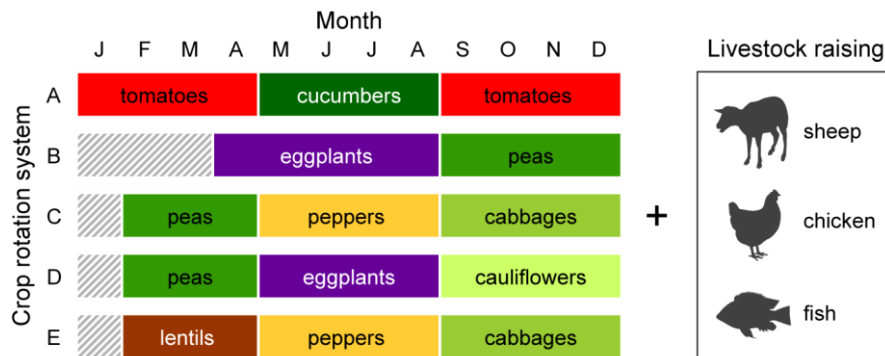 Month
J F M A M J J A S O N D
Livestock raising
Crop rotation system
A tomatoes cucumbers tomatoes
B eggplants peas
C peas peppers cabbages
D peas eggplants cauliflowers
E lentils peppers cabbages
+
sheep
chicken
fish